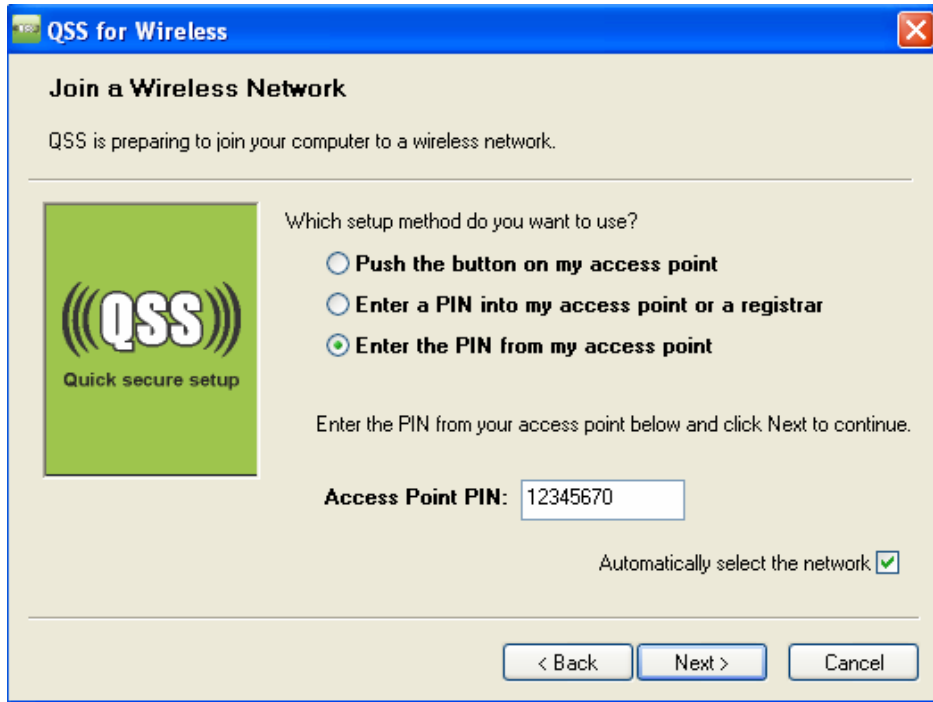 QSS for Wireless
Join a Wireless Network
QSS is preparing to join your computer to a wireless network.
Which setup method do you want to use?
Push the button on my access point
Enter a PIN into my access point or a registrar
Enter the PIN from my access point
(((QSS)))
Quick secure setup
Enter the PIN from your access point below and click Next to continue.
Access Point PIN: 12345670
Automatically select the network
< Back Next > Cancel